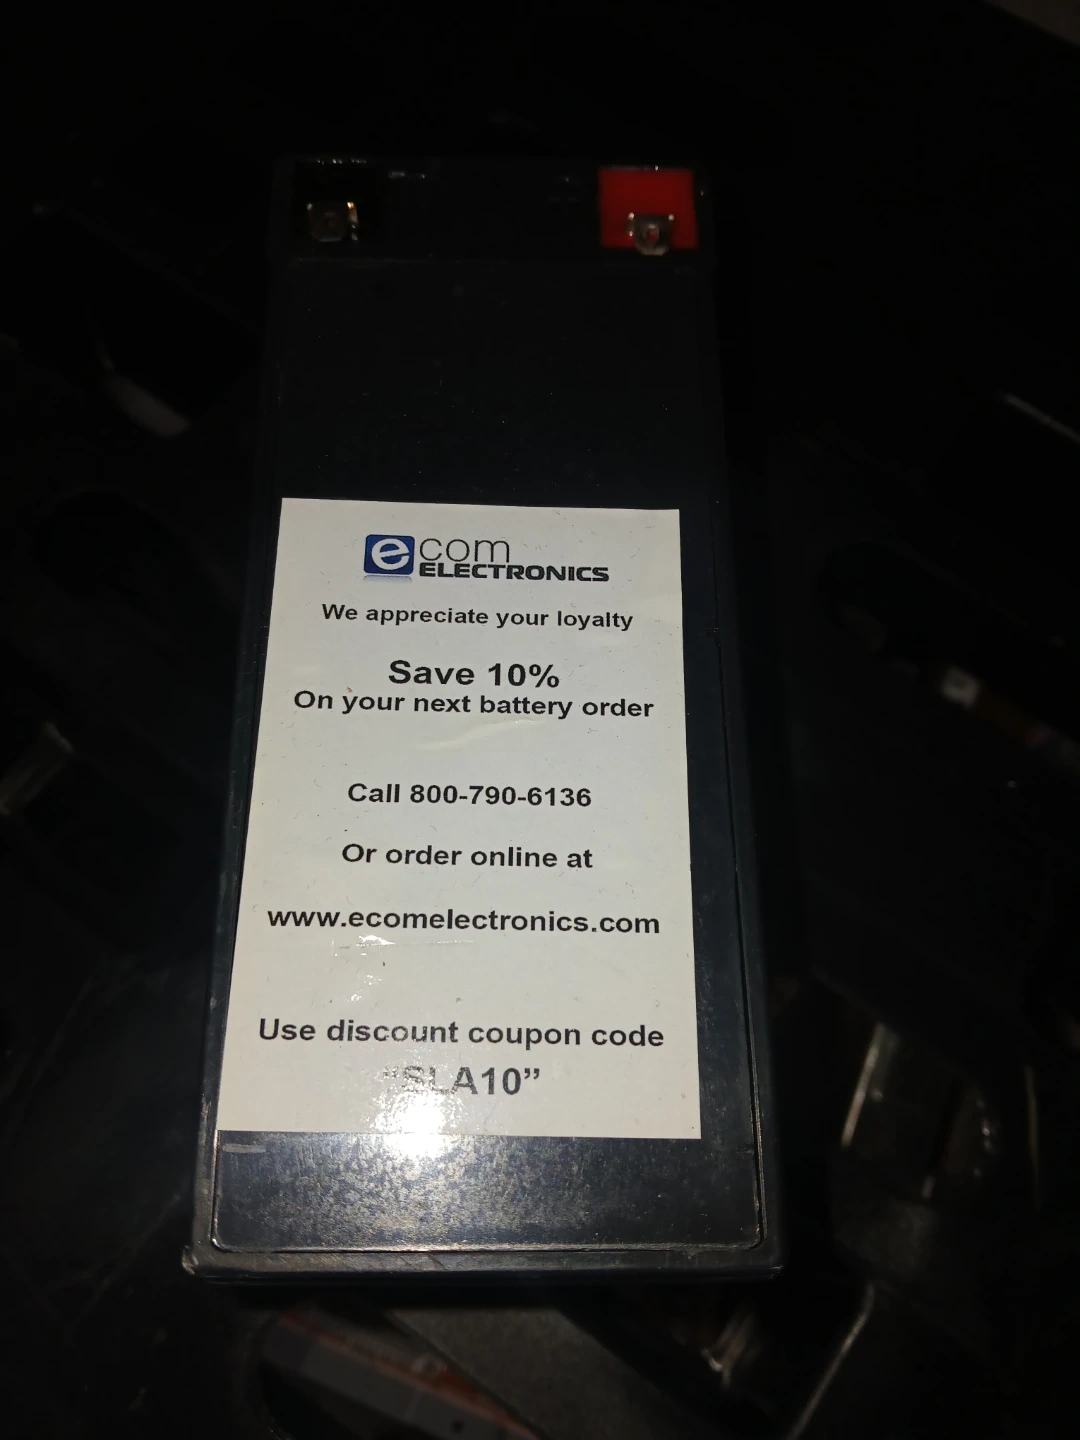 ecom
ELECTRONICS
We appreciate your loyalty
Save 10%
On your next battery order
Call 800-790-6136
Or order online at
www.ecomelectronics.com
Use discount coupon code
“SLA10”